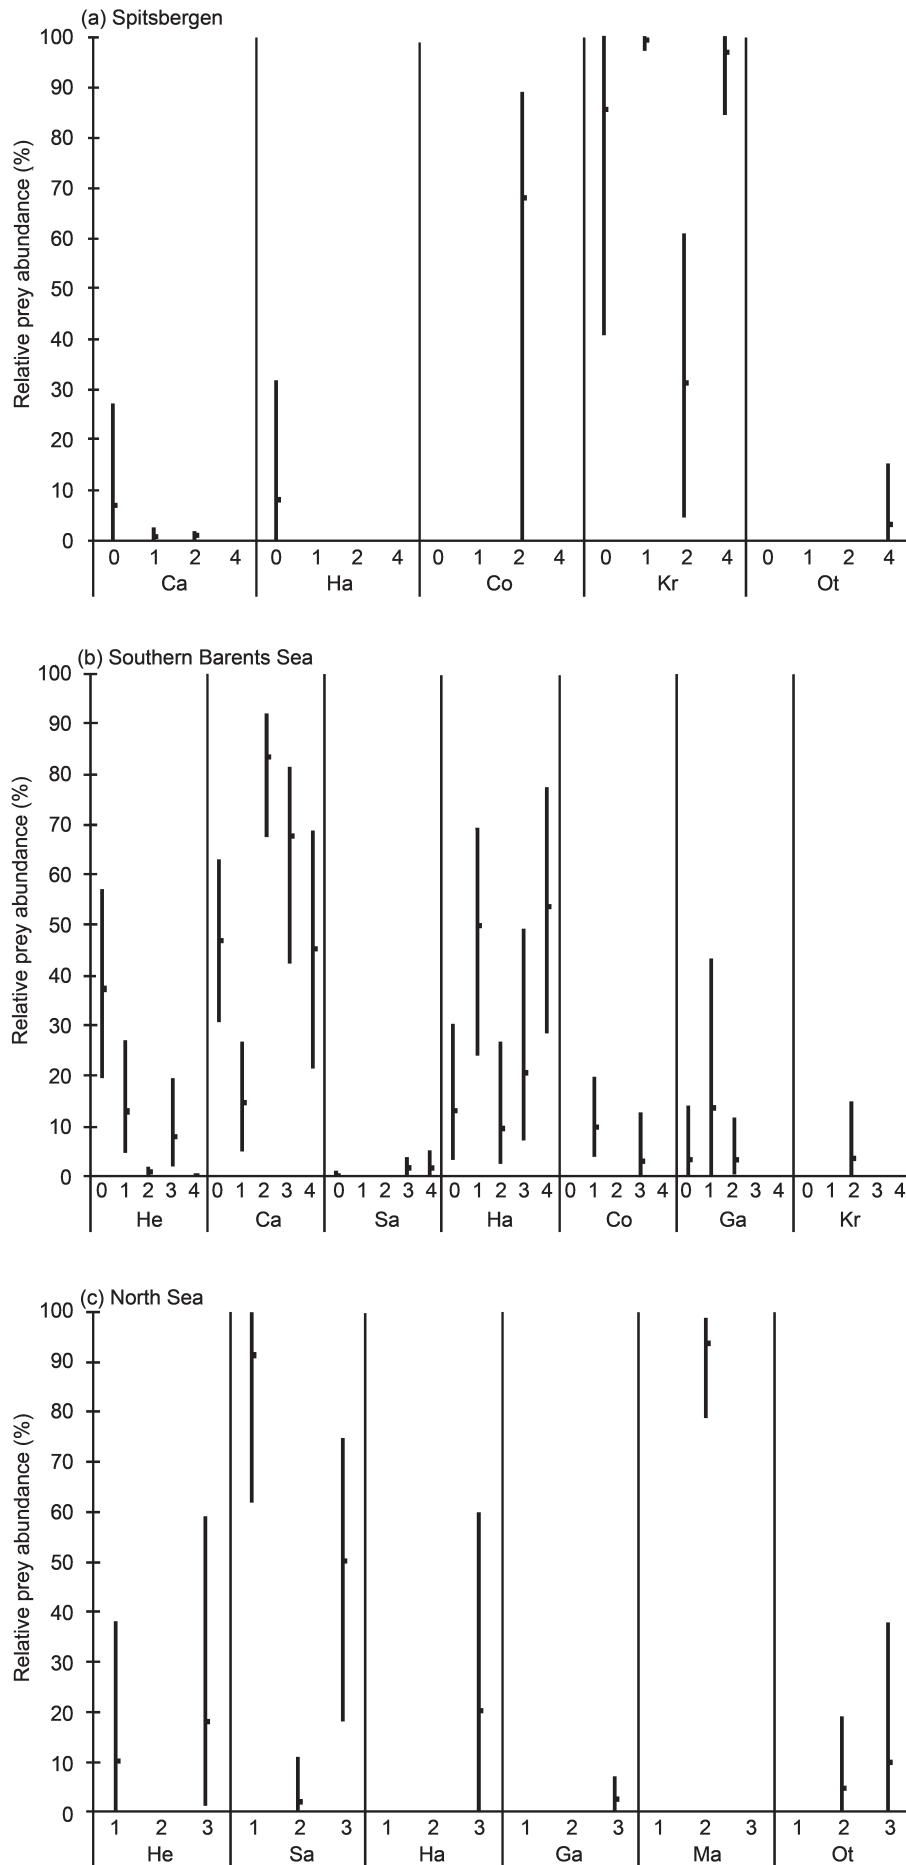 (a) Spitsbergen
Relative prey abundance (%)
100
90
80
70
60
50
40
30
20
10
0
0 1 2 4 0 1 2 4 0 1 2 4 0 1 2 4 0 1 2 4
Ca Ha Co Kr Ot
(b) Southern Barents Sea
Relative prey abundance (%)
100
90
80
70
60
50
40
30
20
10
0
0 1 2 3 4 0 1 2 3 4 0 1 2 3 4 0 1 2 3 4 0 1 2 3 4 0 1 2 3 4 0 1 2 3 4
He Ca Sa Ha Co Ga Kr
(c) North Sea
Relative prey abundance (%)
100
90
80
70
60
50
40
30
20
10
0
1 2 3 1 2 3 1 2 3 1 2 3 1 2 3 1 2 3
He Sa Ha Ga Ma Ot